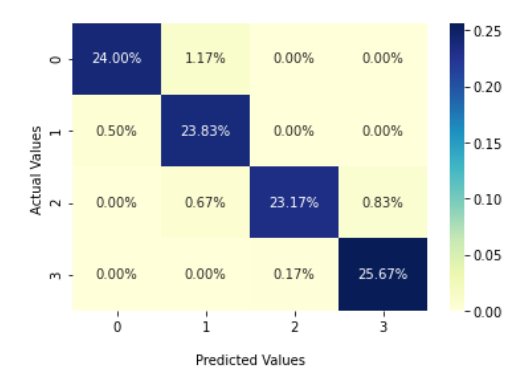 0.25
0 24.00% 1.17% 0.00% 0.00%
0.20
1 0.50% 23.83% 0.00% 0.00%
0.15
Actual Values
2 0.00% 0.67% 23.17% 0.83%
0.10
0.05
3 0.00% 0.00% 0.17% 25.67%
0.00
0 1 2 3
Predicted Values